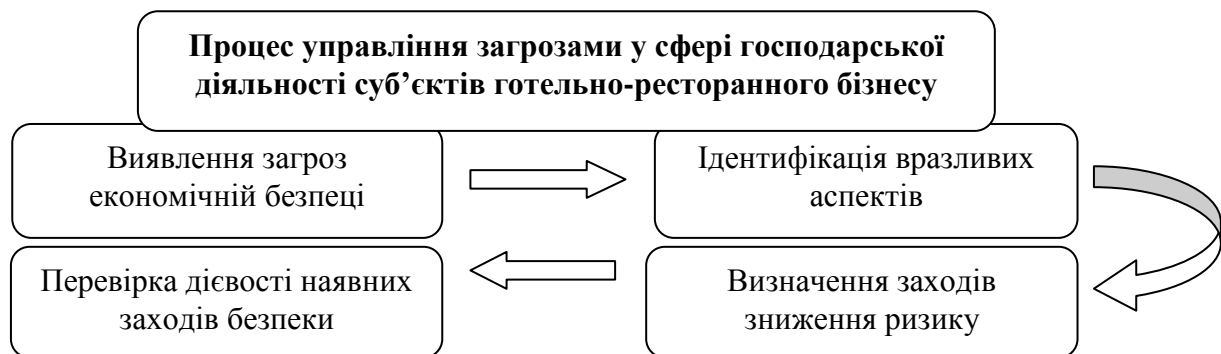 Процес управління загрозами у сфері господарської
діяльності суб’єктів готельно-ресторанного бізнесу
Виявлення загроз
економічній безпеці
Ідентифікація вразливих
аспектів
Перевірка дієвості наявних
заходів безпеки
Визначення заходів
зниження ризику